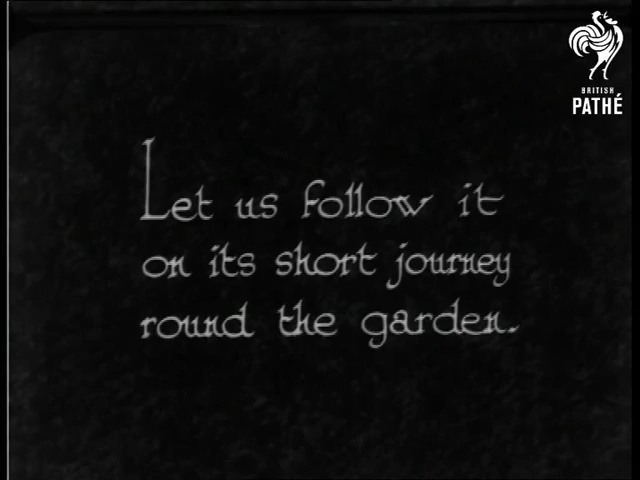 BRITISH
PATHÉ
Let us follow it
on its short journey
round the garden.